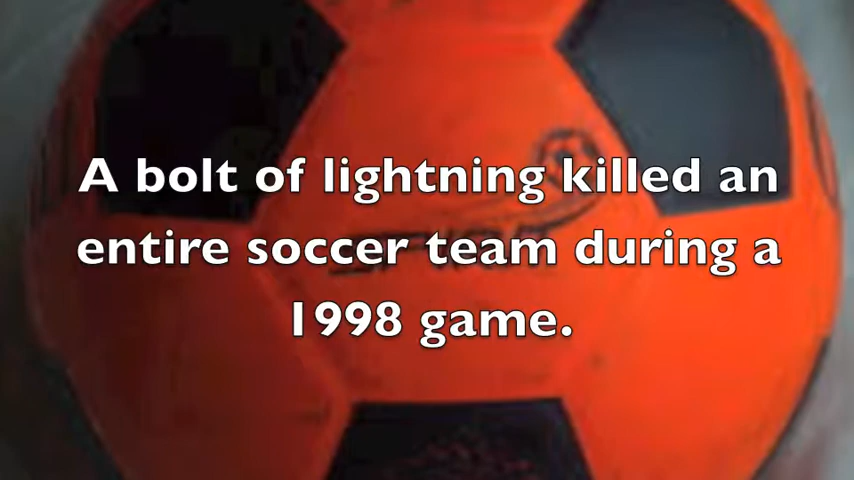 A bolt of lightning killed an
entire soccer team during a
1998 game.